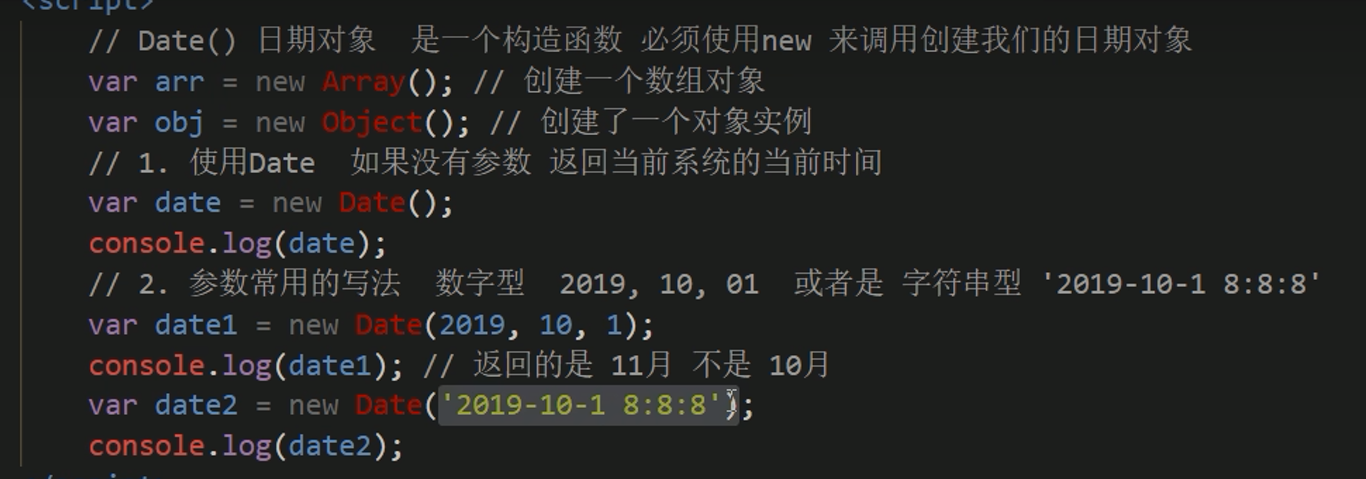 <script>
// Date() 日期对象 是一个构造函数 必须使用new 来调用创建我们的日期对象
var arr = new Array(); // 创建一个数组对象
var obj = new Object(); // 创建了一个对象实例
// 1. 使用Date 如果没有参数 返回当前系统的当前时间
var date = new Date();
console.log(date);
// 2. 参数常用的写法 数字型 2019, 10, 01 或者是 字符串型 '2019-10-1 8:8:8'
var date1 = new Date(2019, 10, 1);
console.log(date1); // 返回的是 11月 不是 10月
var date2 = new Date('2019-10-1 8:8:8');
console.log(date2);